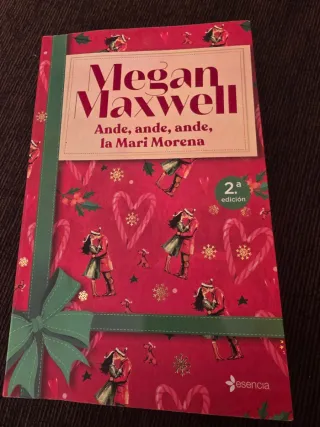 Megan
Maxwell
Ande, ande, ande,
la Mari Morena
2.ª
edición
esencia